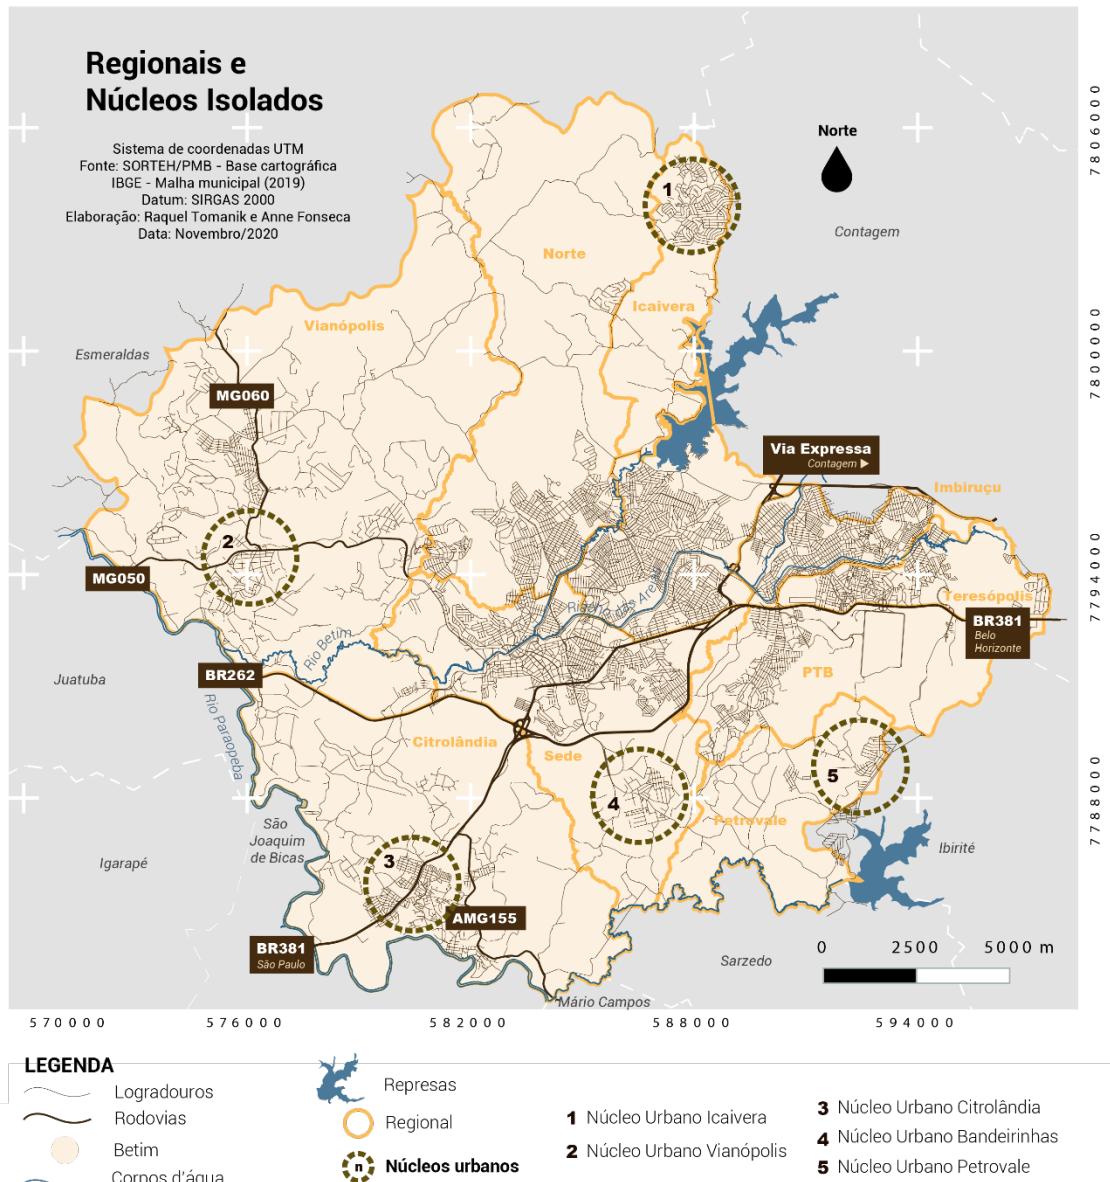 Regionais e
Núcleos Isolados
Sistema de coordenadas UTM
Fonte: SORTEH/PMB - Base cartográfica
IBGE - Malha municipal (2019)
Datum: SIRGAS 2000
Elaboração: Raquel Tomanik e Anne Fonseca
Data: Novembro/2020
Norte
7806000
1
Contagem
Norte
Icaivera
Vianópolis
Esmeraldas
7800000
MG060
Via Expressa
Contagem ▶
Imbiruçu
2
MG050
7794000
Riacho das Areias
Teresópolis
BR381
Belo
Horizonte
Rio Betim
BR262
PTB
Juatuba
Rio Paraopeba
Citrolândia
Sede
5
4
7788000
Petrovale
São
Joaquim
de Bicas
Igarapé
Ibirité
3
AMG155
BR381
São Paulo
Sarzedo
0 2500 5000 m
Mário Campos
570000 576000 582000 588000 594000
LEGENDA
Logradouros
Rodovias
Betim
Corpos d'água
Represas
Regional
n Núcleos urbanos
1 Núcleo Urbano Icaivera
2 Núcleo Urbano Vianópolis
3 Núcleo Urbano Citrolândia
4 Núcleo Urbano Bandeirinhas
5 Núcleo Urbano Petrovale